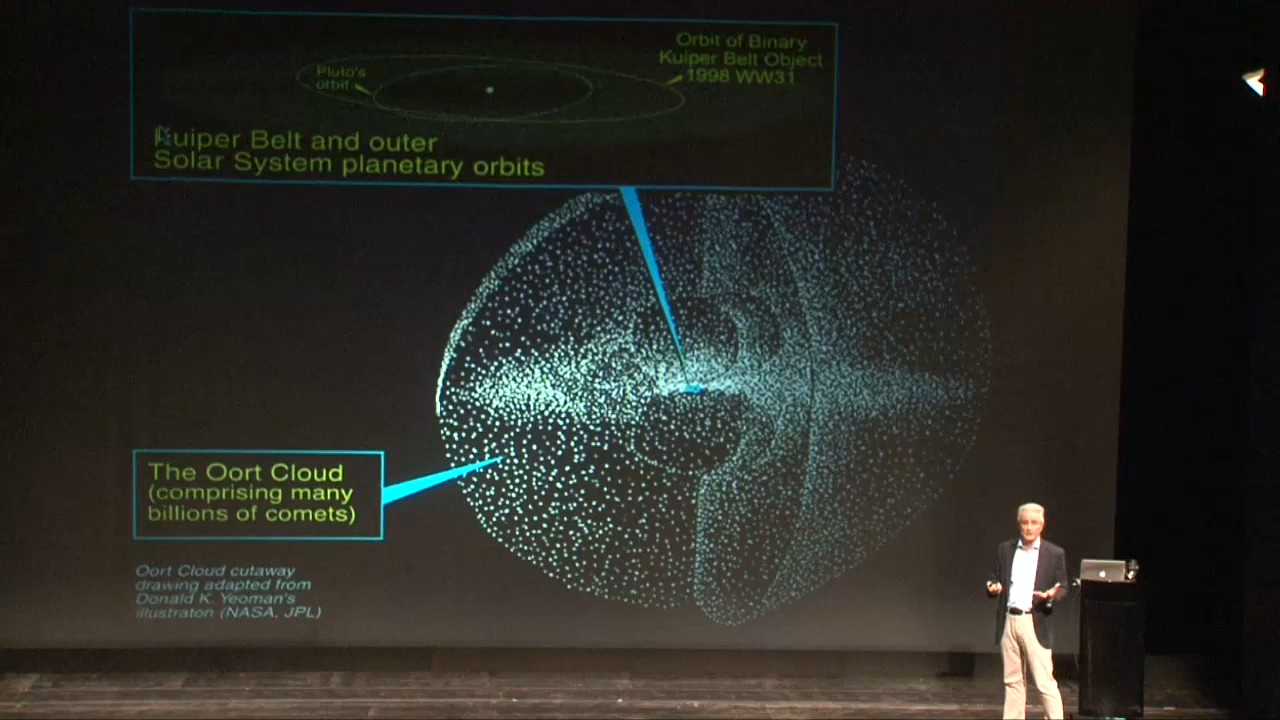 Orbit of Binary
Kuiper Belt Object
1998 WW31
Pluto's
orbit
Kuiper Belt and outer
Solar System planetary orbits
The Oort Cloud
(comprising many
billions of comets)
Oort Cloud cutaway
drawing adapted from
Donald K. Yeoman's
illustraton (NASA, JPL)